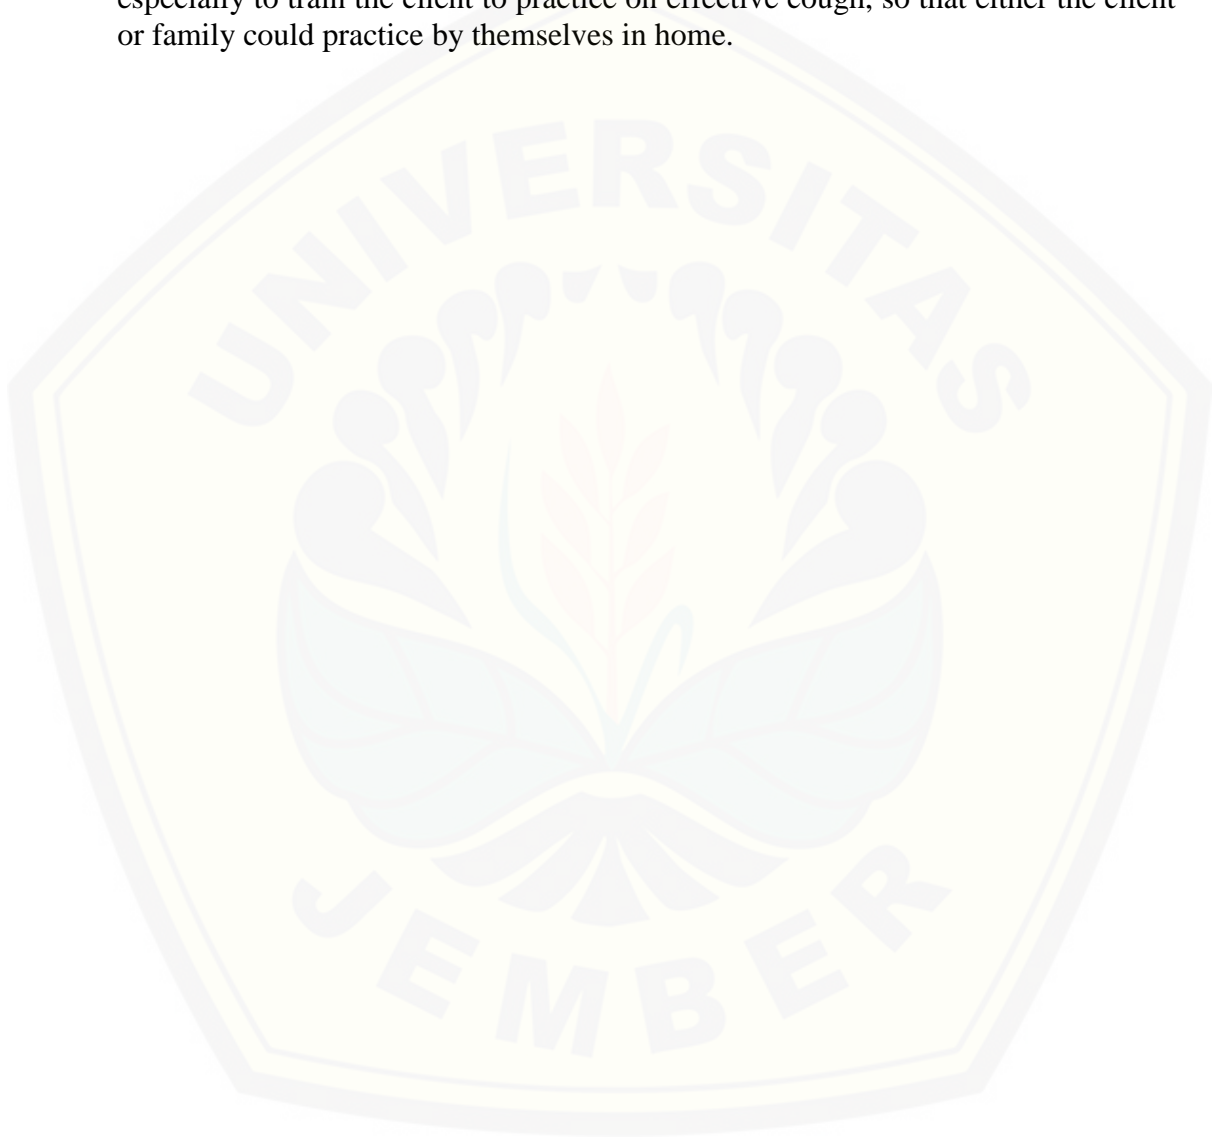 especially to train the client to practice on effective cough, so that either the client
or family could practice by themselves in home.
UNIVERSITAS
JEMBER